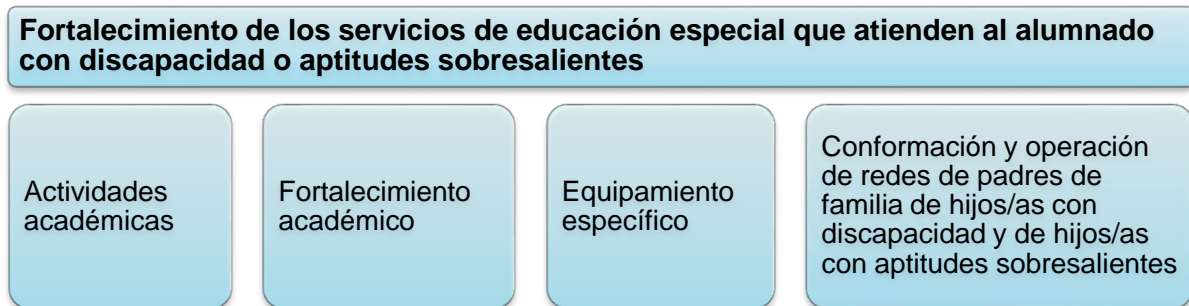 Fortalecimiento de los servicios de educación especial que atienden al alumnado
con discapacidad o aptitudes sobresalientes
Actividades
académicas
Fortalecimiento
académico
Equipamiento
específico
Conformación y operación
de redes de padres de
familia de hijos/as con
discapacidad y de hijos/as
con aptitudes sobresalientes